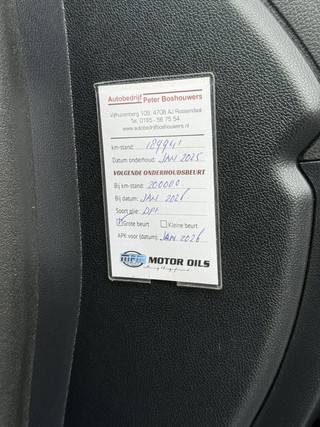 Autobedrijf Peter Boshouwers
Vijfhuizenberg 109, 4708 AJ Roosendaal
Tel. 0165 - 56 75 54
www.autobedrijfboshouwers.nl
km-stand: 189941
Datum onderhoud: JAN 2025
VOLGENDE ONDERHOUDSBEURT
Bij km-stand: 200000
Bij datum: JAN 2026
Soort olie: DPF
Grote beurt Kleine beurt
APK voor (datum): JAN 2026
MPM MOTOR OILS